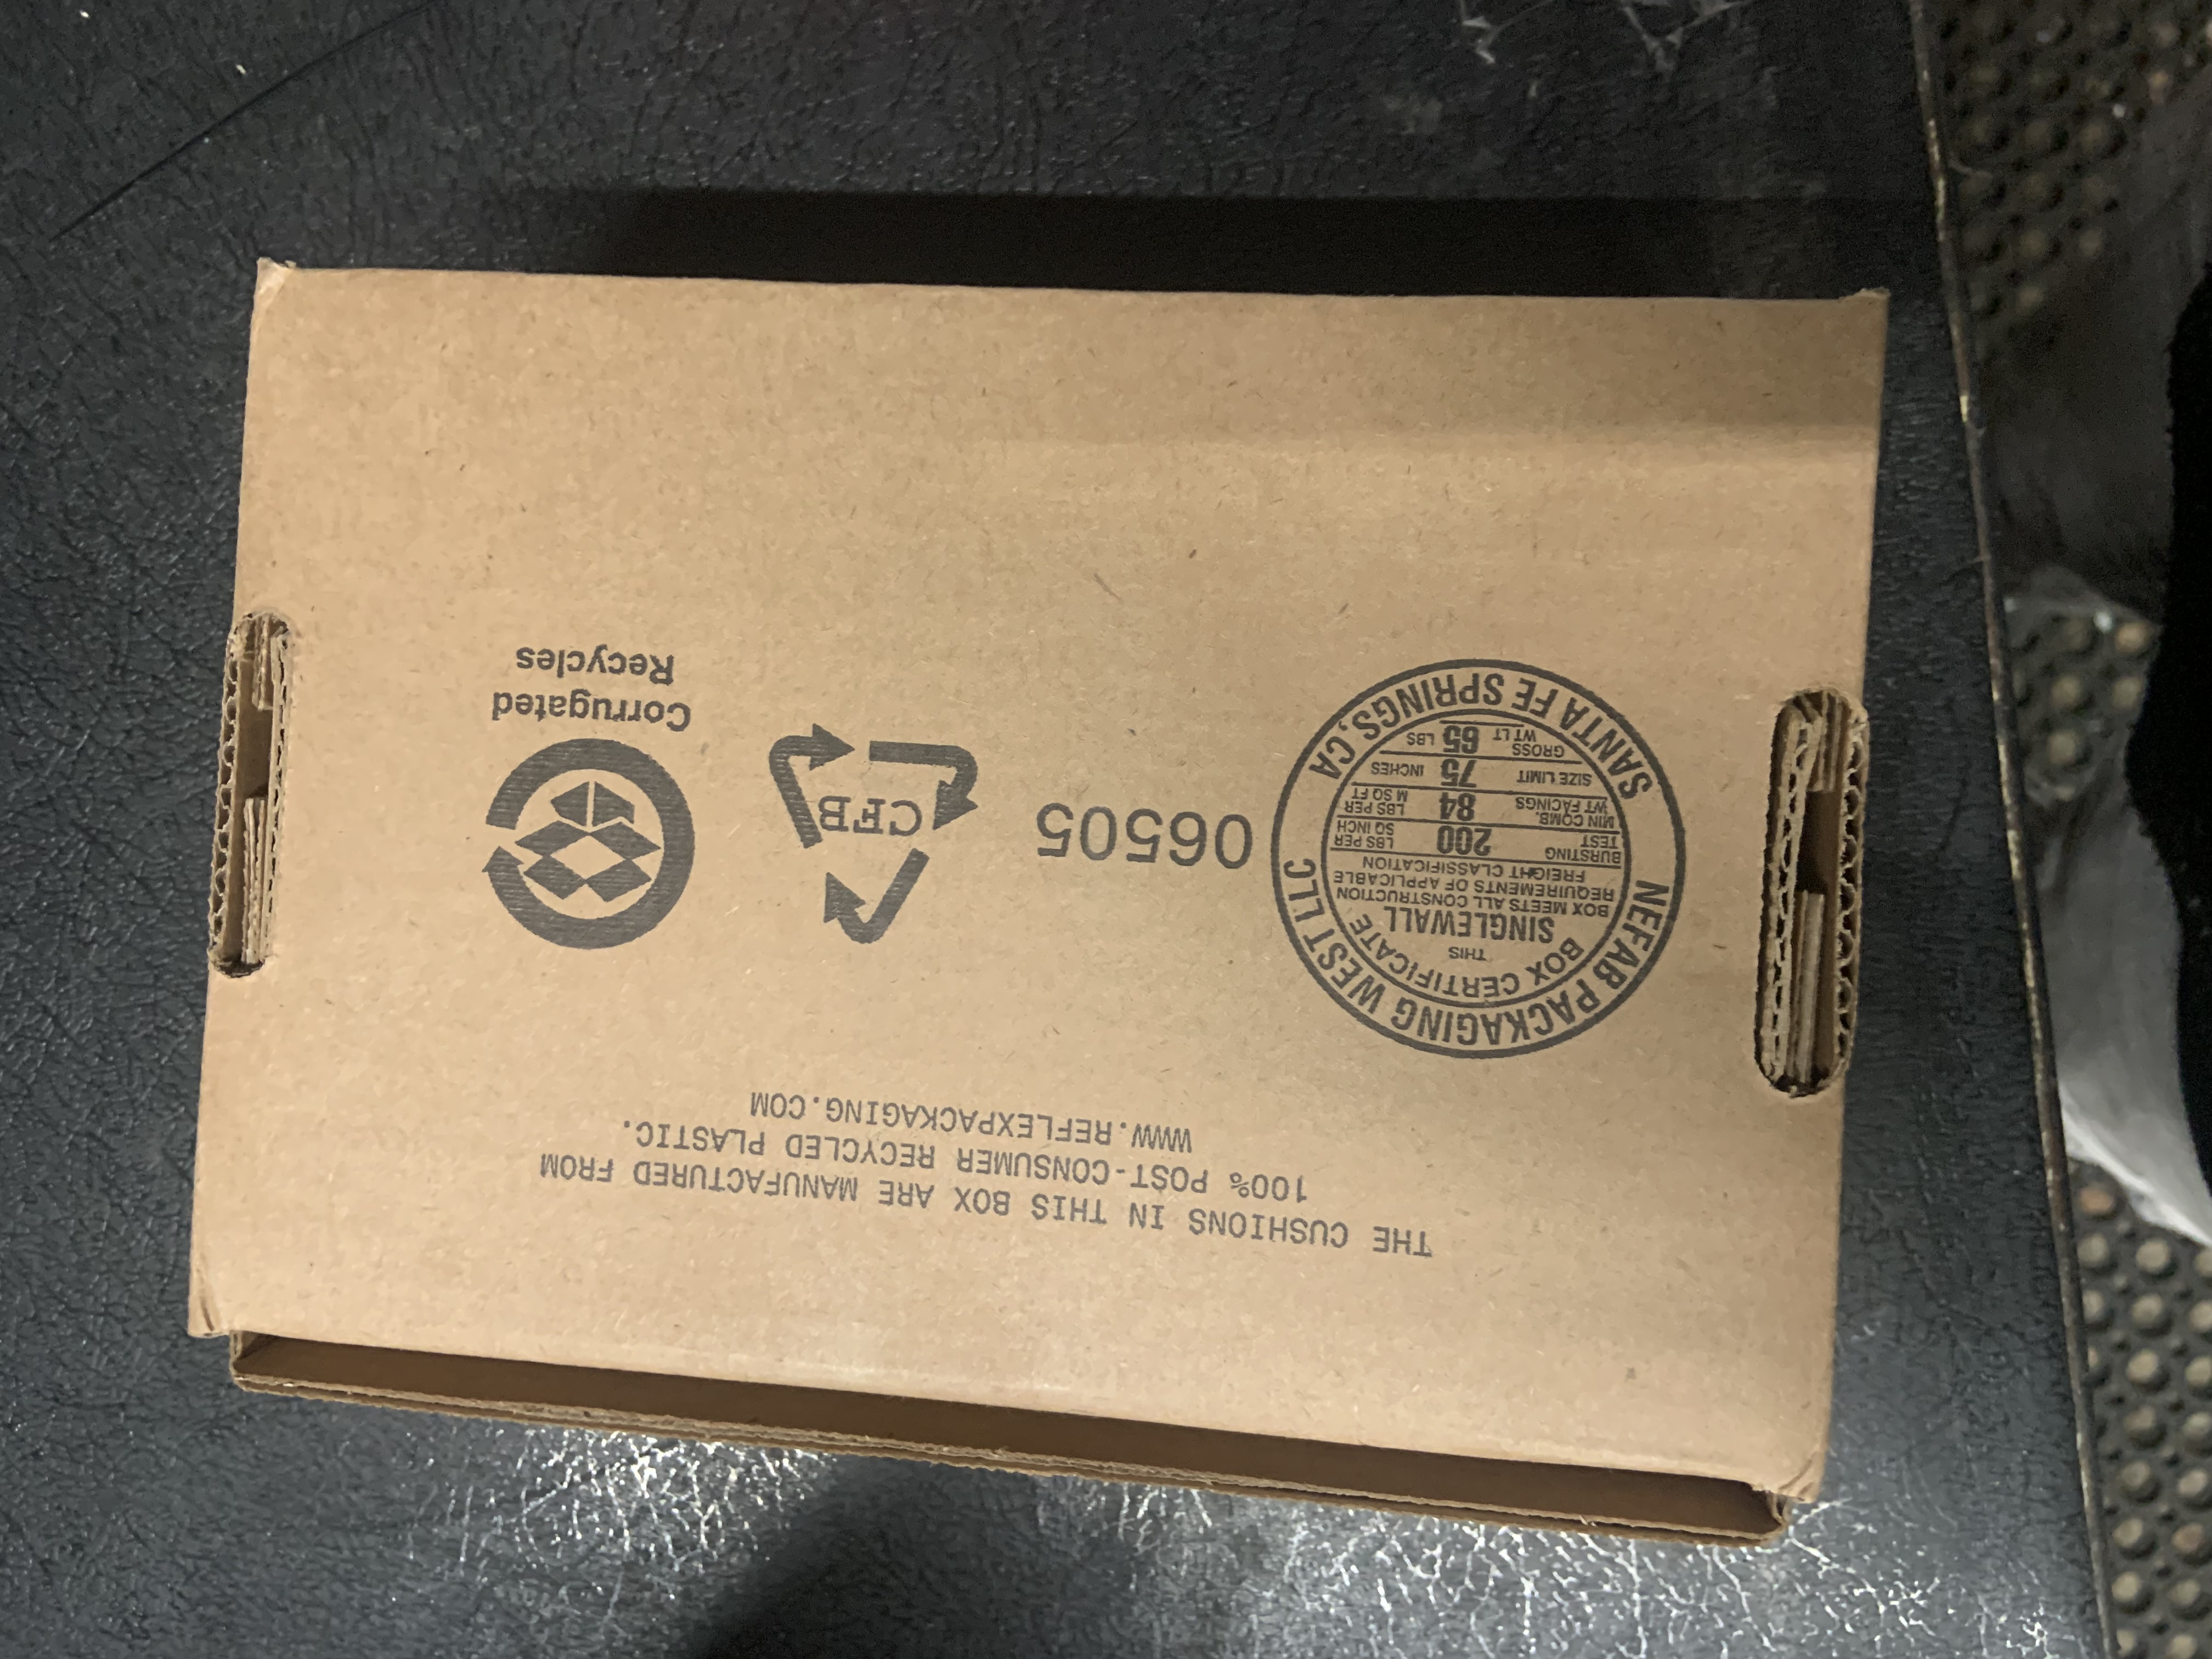 THE CUSHIONS IN THIS BOX ARE MANUFACTURED FROM
100% POST-CONSUMER RECYCLED PLASTIC.
WWW.REFLEXPACKAGING.COM
NEFAB PACKAGING WEST LLC
BOX CERTIFICATE
THIS
SINGLEWALL
BOX MEETS ALL CONSTRUCTION
REQUIREMENTS OF APPLICABLE
FREIGHT CLASSIFICATION
BURSTING TEST 200 LBS PER SQ INCH
MIN COMB. WT FACINGS 84 LBS PER M SQ FT
SIZE LIMIT 75 INCHES
GROSS WT LT 65 LBS
SANTA FE SPRINGS, CA
06505
CFB
Corrugated
Recycles